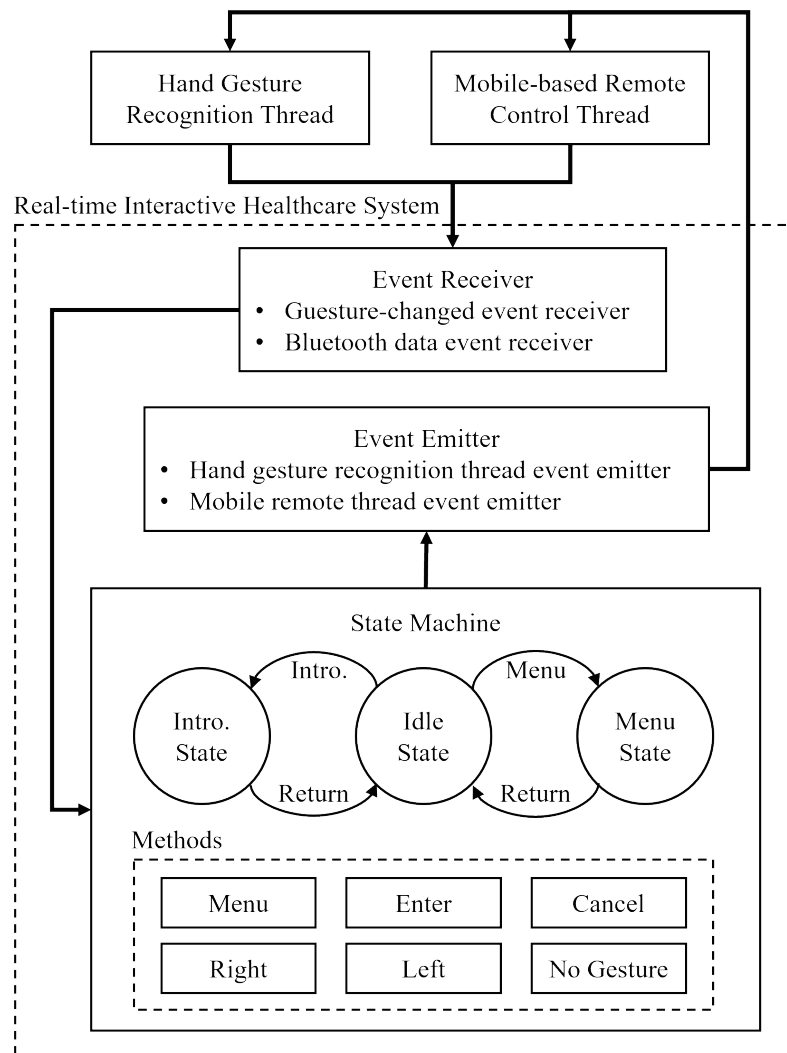 Hand Gesture
Recognition Thread
Mobile-based Remote
Control Thread
Real-time Interactive Healthcare System
Event Receiver
• Guesture-changed event receiver
• Bluetooth data event receiver
Event Emitter
• Hand gesture recognition thread event emitter
• Mobile remote thread event emitter
State Machine
Intro.
Menu
Intro.
State
Idle
State
Menu
State
Return
Return
Methods
Menu
Enter
Cancel
Right
Left
No Gesture